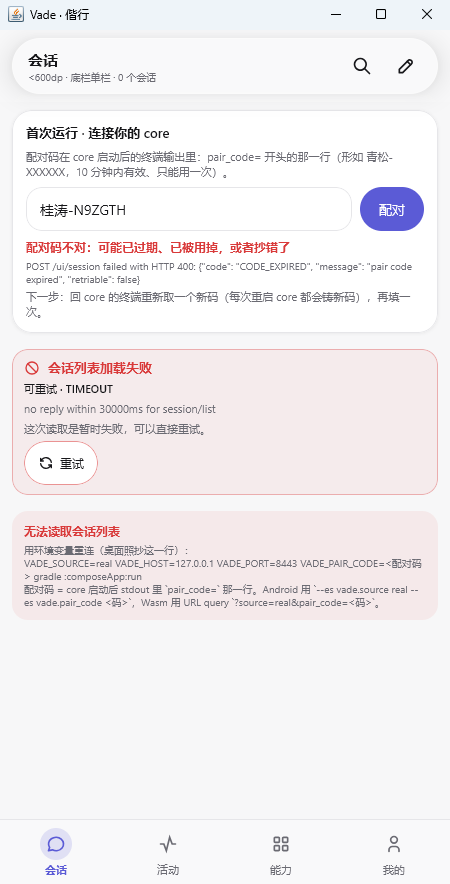 Vade · 偕行
会话
<600dp · 底栏单栏 · 0 个会话
首次运行 · 连接你的 core
配对码在 core 启动后的终端输出里：pair_code= 开头的那一行（形如 青松-
XXXXXX，10 分钟内有效、只能用一次）。
桂涛-N9ZGTH
配对
配对码不对：可能已过期、已被用掉，或者抄错了
POST /ui/session failed with HTTP 400: {"code": "CODE_EXPIRED", "message": "pair code
expired", "retriable": false}
下一步：回 core 的终端重新取一个新码（每次重启 core 都会铸新码），再填一
次。
会话列表加载失败
可重试 · TIMEOUT
no reply within 30000ms for session/list
这次读取是暂时失败，可以直接重试。
重试
无法读取会话列表
用环境变量重连（桌面照抄这一行）：
VADE_SOURCE=real VADE_HOST=127.0.0.1 VADE_PORT=8443 VADE_PAIR_CODE=<配对码
> gradle :composeApp:run
配对码 = core 启动后 stdout 里 `pair_code=` 那一行。Android 用 `--es vade.source real --
es vade.pair_code <码>`，Wasm 用 URL query `?source=real&pair_code=<码>`。
会话
活动
能力
我的